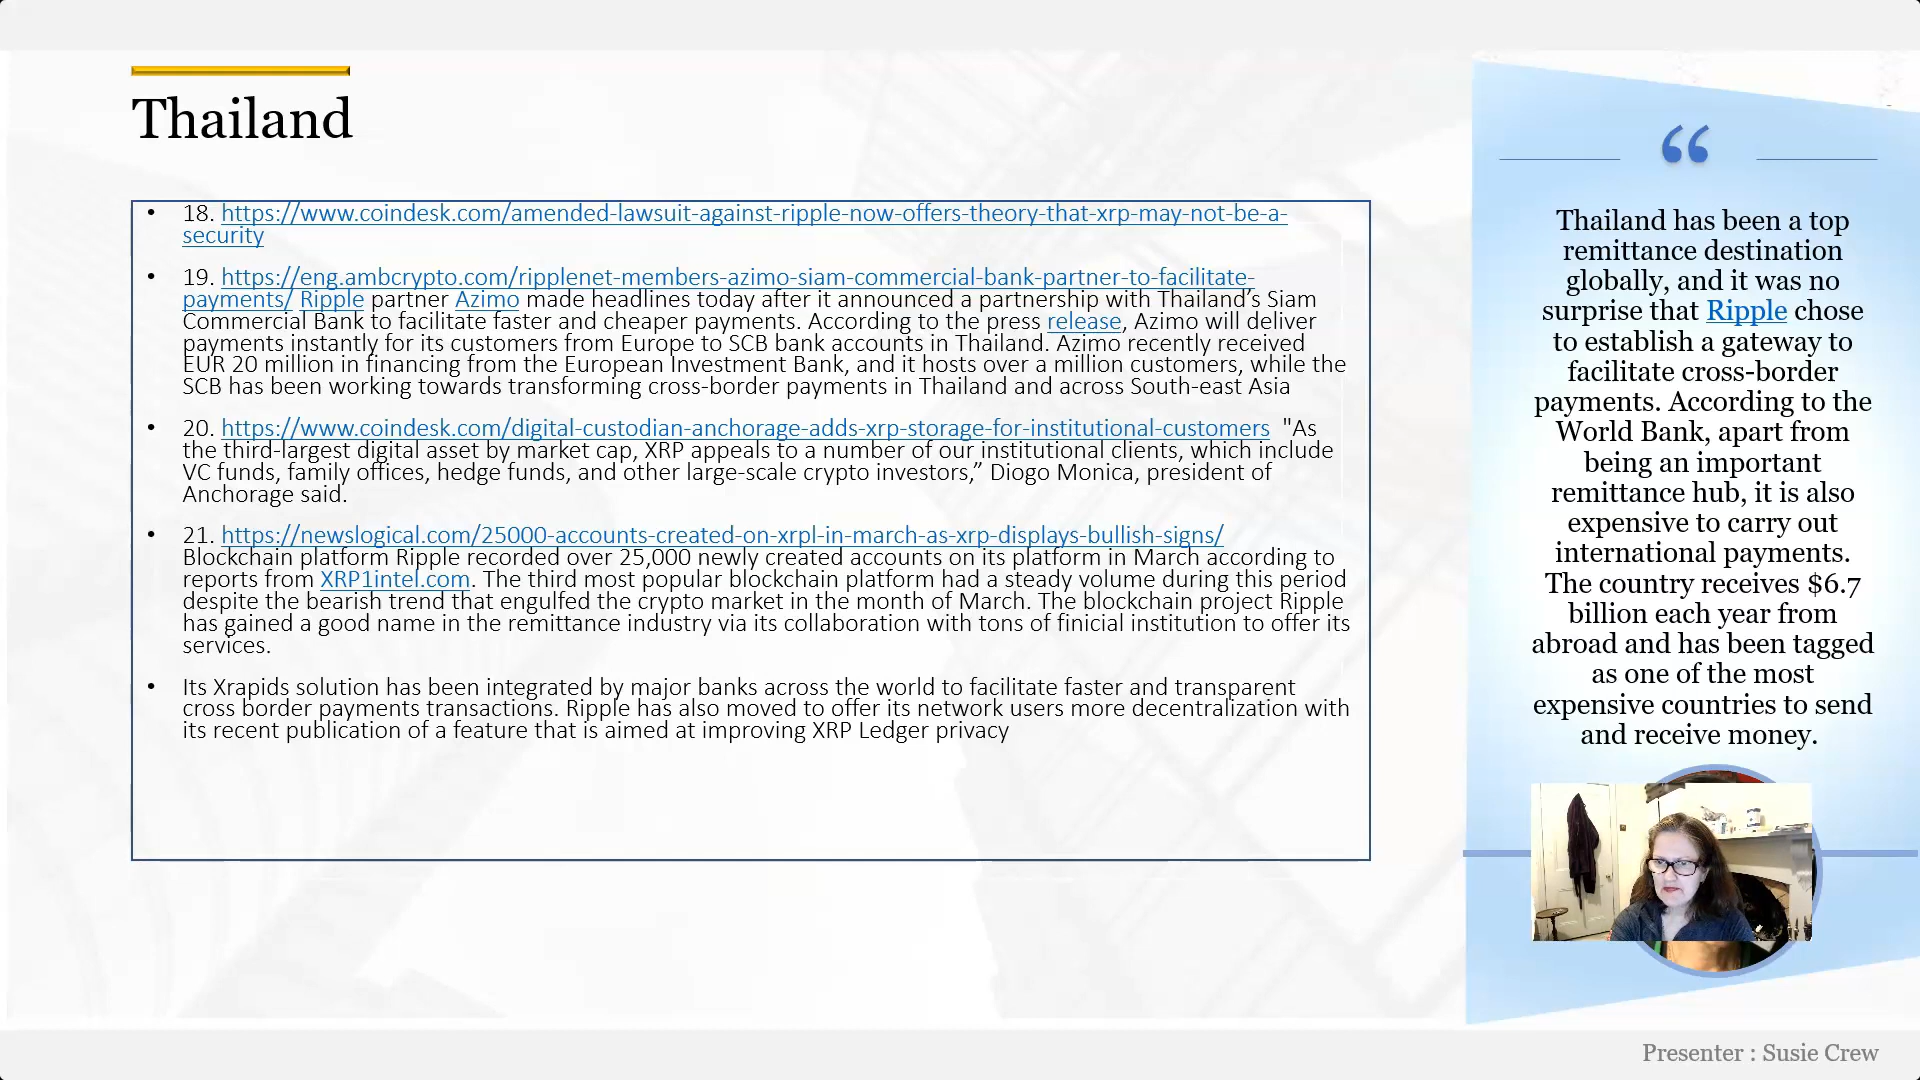 Thailand
• 18. https://www.coindesk.com/amended-lawsuit-against-ripple-now-offers-theory-that-xrp-may-not-be-a-
security
• 19. https://eng.ambcrypto.com/ripplenet-members-azimo-siam-commercial-bank-partner-to-facilitate-
payments/ Ripple partner Azimo made headlines today after it announced a partnership with Thailand’s Siam
Commercial Bank to facilitate faster and cheaper payments. According to the press release, Azimo will deliver
payments instantly for its customers from Europe to SCB bank accounts in Thailand. Azimo recently received
EUR 20 million in financing from the European Investment Bank, and it hosts over a million customers, while the
SCB has been working towards transforming cross-border payments in Thailand and across South-east Asia
• 20. https://www.coindesk.com/digital-custodian-anchorage-adds-xrp-storage-for-institutional-customers "As
the third-largest digital asset by market cap, XRP appeals to a number of our institutional clients, which include
VC funds, family offices, hedge funds, and other large-scale crypto investors,” Diogo Monica, president of
Anchorage said.
• 21. https://newslogical.com/25000-accounts-created-on-xrpl-in-march-as-xrp-displays-bullish-signs/
Blockchain platform Ripple recorded over 25,000 newly created accounts on its platform in March according to
reports from XRP1intel.com. The third most popular blockchain platform had a steady volume during this period
despite the bearish trend that engulfed the crypto market in the month of March. The blockchain project Ripple
has gained a good name in the remittance industry via its collaboration with tons of finicial institution to offer its
services.
• Its Xrapids solution has been integrated by major banks across the world to facilitate faster and transparent
cross border payments transactions. Ripple has also moved to offer its network users more decentralization with
its recent publication of a feature that is aimed at improving XRP Ledger privacy
“
Thailand has been a top
remittance destination
globally, and it was no
surprise that Ripple chose
to establish a gateway to
facilitate cross-border
payments. According to the
World Bank, apart from
being an important
remittance hub, it is also
expensive to carry out
international payments.
The country receives $6.7
billion each year from
abroad and has been tagged
as one of the most
expensive countries to send
and receive money.
Presenter : Susie Crew